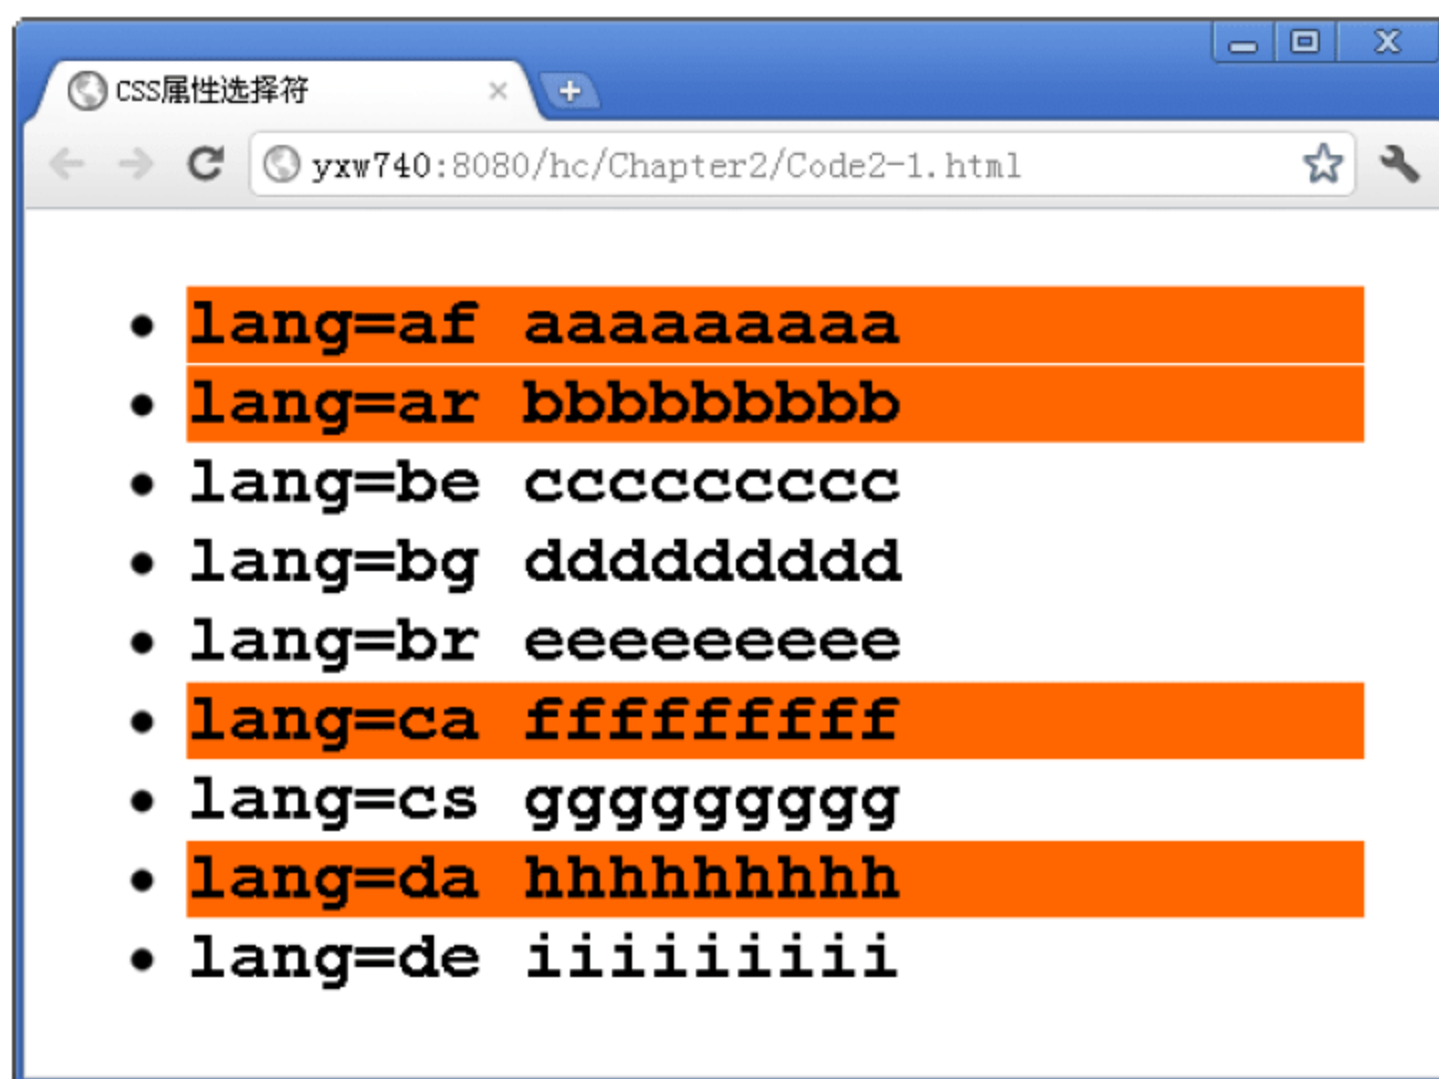 CSS属性选择符
yxw740:8080/hc/Chapter2/Code2-1.html
lang=af aaaaaaaaa
lang=ar bbbbbbbbb
lang=be ccccccccc
lang=bg ddddddddd
lang=br eeeeeeeee
lang=ca fffffffff
lang=cs ggggggggg
lang=da hhhhhhhhh
lang=de iiiiiiiii